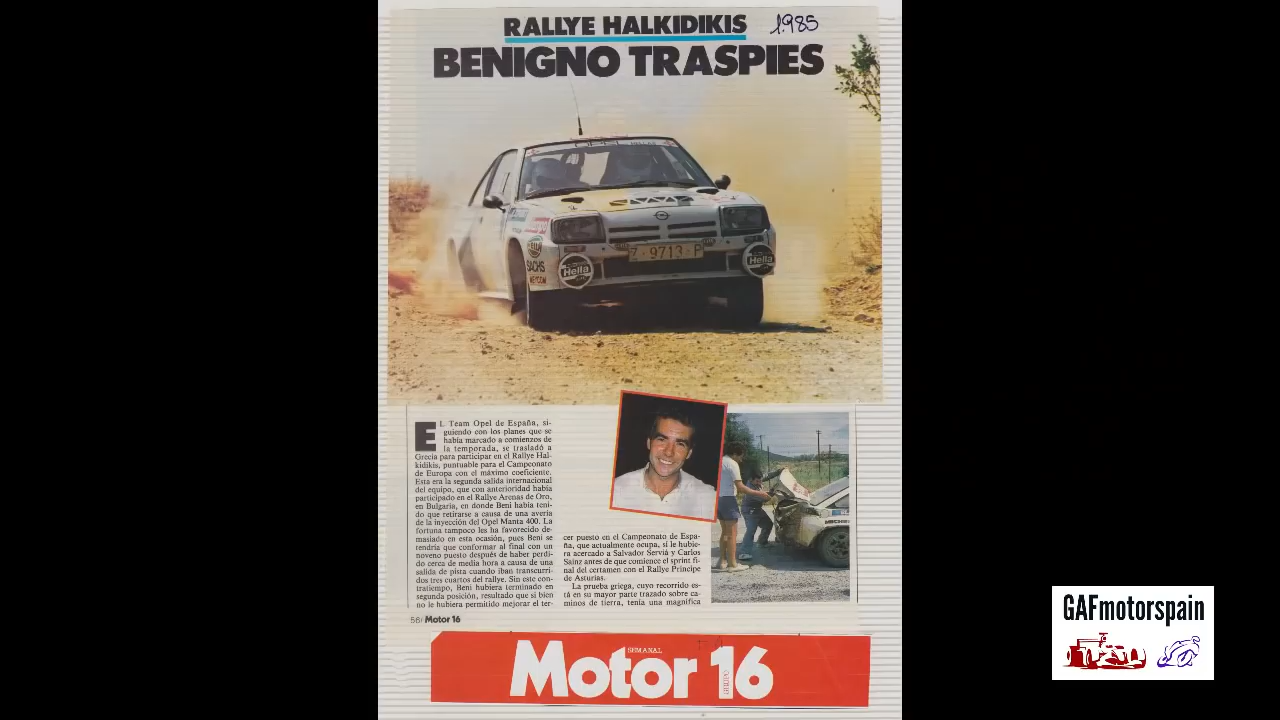 RALLYE HALKIDIKIS
1.985
BENIGNO TRASPIES
Z-9713-P
Hella
Hella
SACHS
EL Team Opel de España, si-
guiendo con los planes que se
había marcado a comienzos de
la temporada, se trasladó a
Grecia para participar en el Rallye Hal-
kidikis, puntuable para el Campeonato
de Europa con el máximo coeficiente.
Esta era la segunda salida internacional
del equipo, que con anterioridad había
participado en el Rallye Arenas de Oro,
en Bulgaria, en donde Beni había teni-
do que retirarse a causa de una avería
de la inyección del Opel Manta 400. La
fortuna tampoco les ha favorecido de-
masiado en esta ocasión, pues Beni se
tendría que conformar al final con un
noveno puesto después de haber perdi-
do cerca de media hora a causa de una
salida de pista cuando iban transcurri-
dos tres cuartos del rallye. Sin este con-
tratiempo, Beni hubiera terminado en
segunda posición, resultado que si bien
no le hubiera permitido mejorar el ter-
cer puesto en el Campeonato de Espa-
ña, que actualmente ocupa, si le hubie-
ra acercado a Salvador Serviá y Carlos
Sainz antes de que comience el sprint fi-
nal del certamen con el Rallye Príncipe
de Asturias.
La prueba griega, cuyo recorrido es-
tá en su mayor parte trazado sobre ca-
minos de tierra, tenía una magnífica
56/ Motor 16
SEMANAL
Motor 16
GRUPO
GAFmotorspain